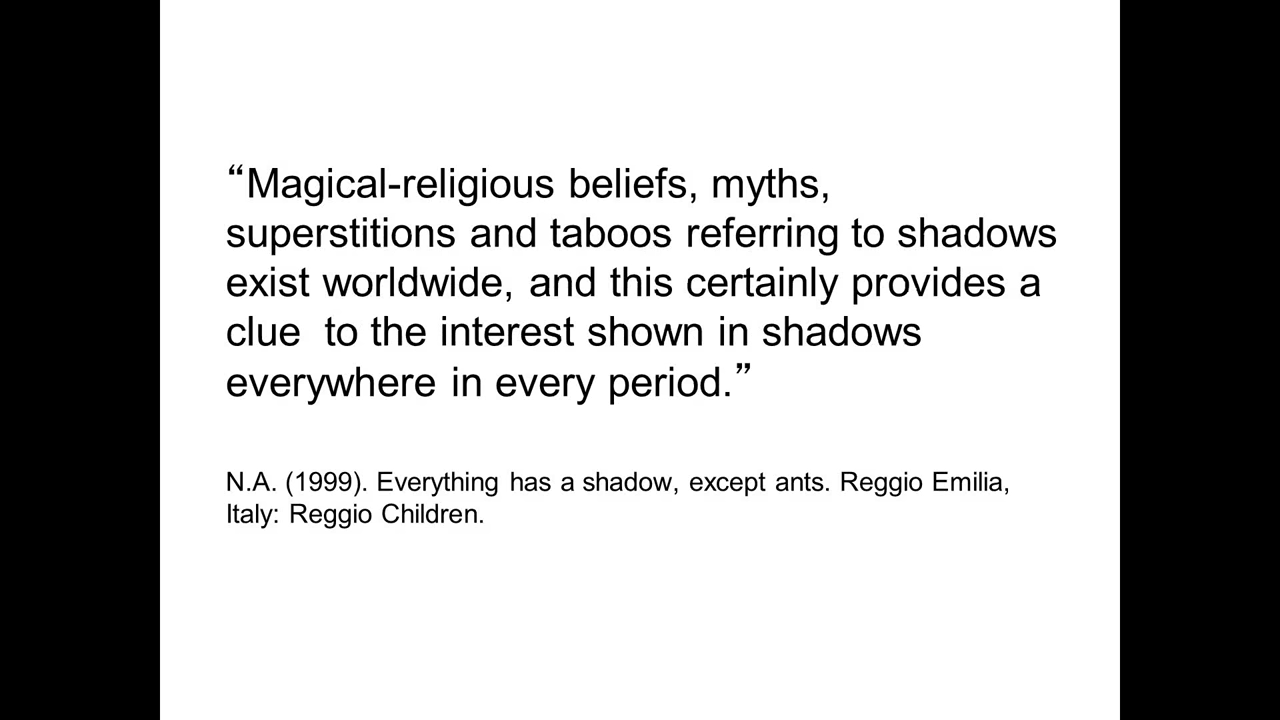 “Magical-religious beliefs, myths,
superstitions and taboos referring to shadows
exist worldwide, and this certainly provides a
clue  to the interest shown in shadows
everywhere in every period.”
N.A. (1999). Everything has a shadow, except ants. Reggio Emilia,
Italy: Reggio Children.